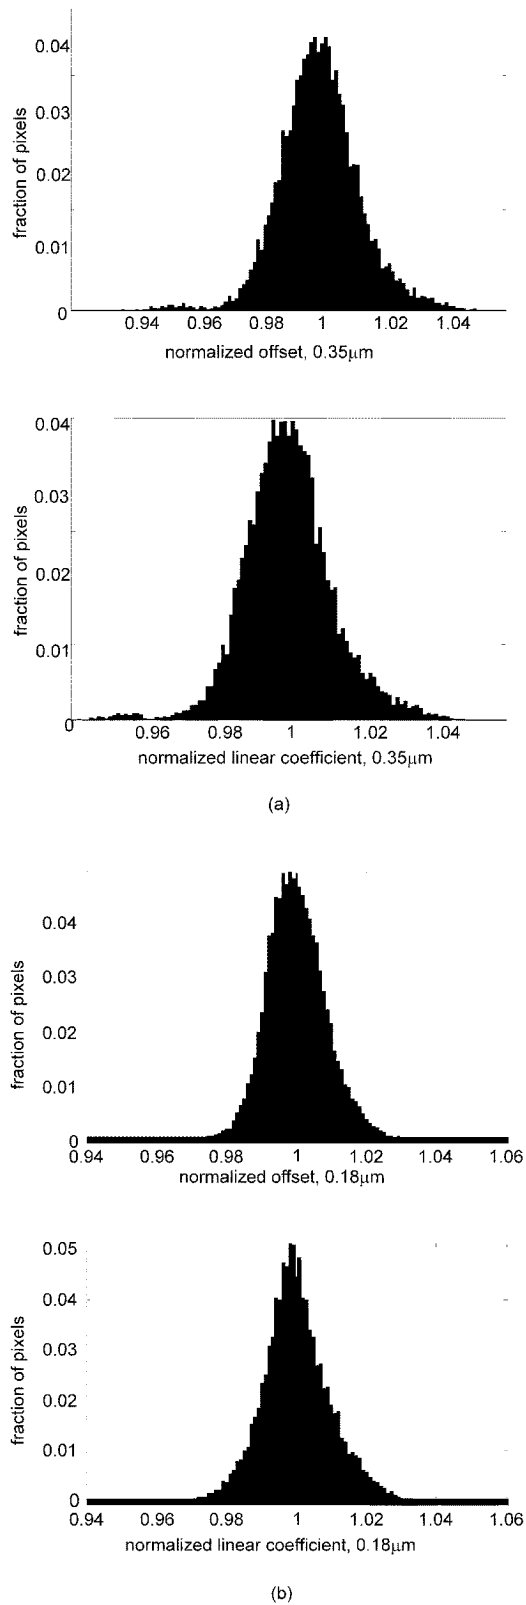 0.04
0.03
0.02
0.01
0
fraction of pixels
0.94 0.96 0.98 1 1.02 1.04
normalized offset, 0.35μm
0.04
0.03
0.02
0.01
0
fraction of pixels
0.96 0.98 1 1.02 1.04
normalized linear coefficient, 0.35μm
(a)
0.04
0.03
0.02
0.01
0
fraction of pixels
0.94 0.96 0.98 1 1.02 1.04 1.06
normalized offset, 0.18μm
0.05
0.04
0.03
0.02
0.01
0
fraction of pixels
0.94 0.96 0.98 1 1.02 1.04 1.06
normalized linear coefficient, 0.18μm
(b)